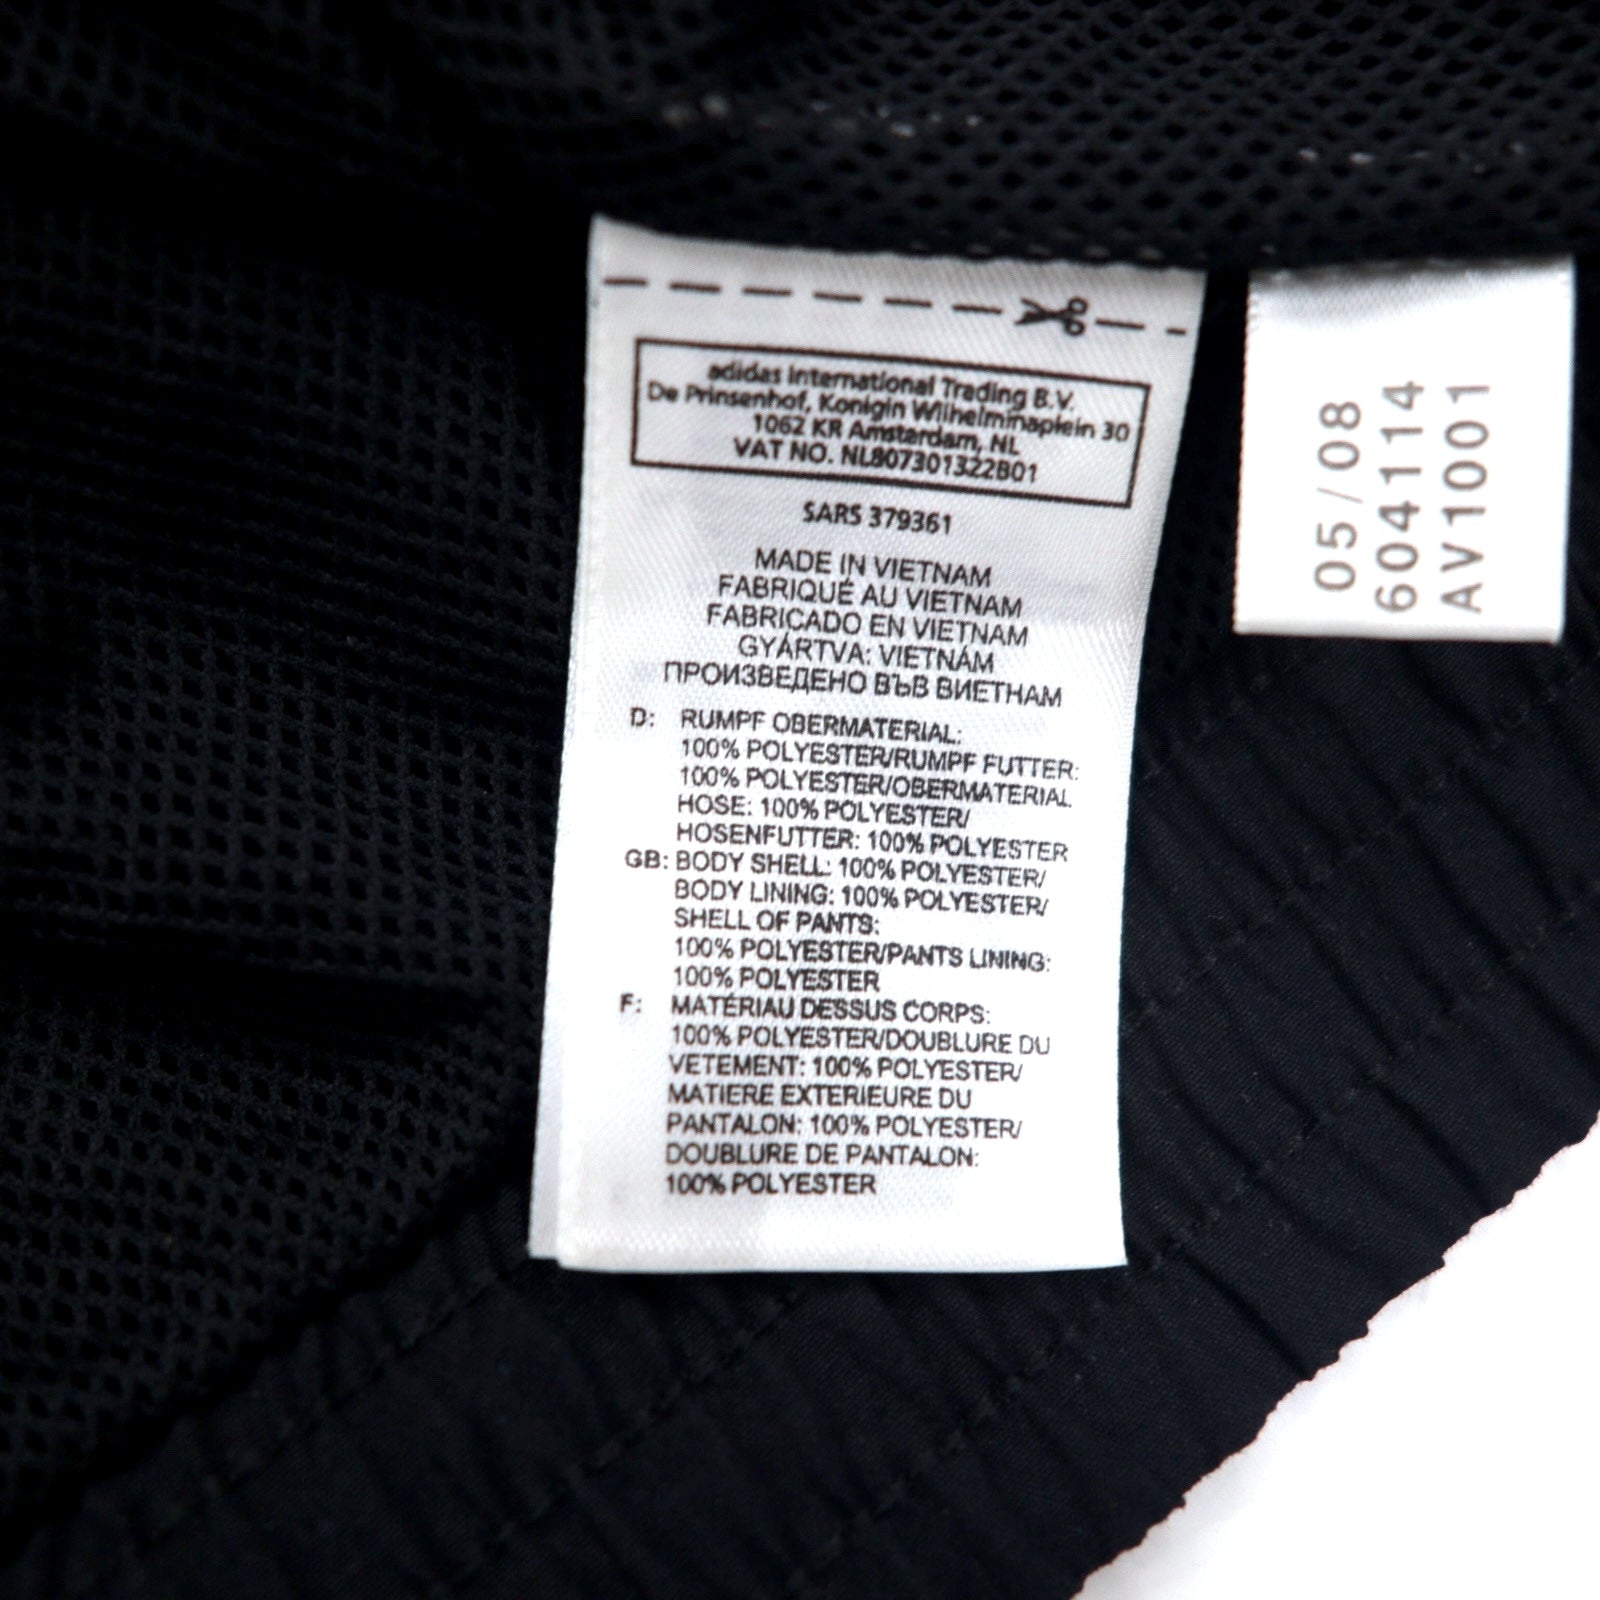 adidas International Trading B.V.
De Prinsenhof, Konigin Wilhelminaplein 30
1062 KR Amsterdam, NL
VAT NO. NL807301322B01
SARS 379361
MADE IN VIETNAM
FABRIQUÉ AU VIETNAM
FABRICADO EN VIETNAM
GYÁRTVA: VIETNÁM
ПРОИЗВЕДЕНО ВЪВ ВИЕТНАМ
D: RUMPF OBERMATERIAL:
100% POLYESTER/RUMPF FUTTER:
100% POLYESTER/OBERMATERIAL
HOSE: 100% POLYESTER/
HOSENFUTTER: 100% POLYESTER
GB: BODY SHELL: 100% POLYESTER/
BODY LINING: 100% POLYESTER/
SHELL OF PANTS:
100% POLYESTER/PANTS LINING:
100% POLYESTER
F: MATÉRIAU DESSUS CORPS:
100% POLYESTER/DOUBLURE DU
VETEMENT: 100% POLYESTER/
MATIERE EXTERIEURE DU
PANTALON: 100% POLYESTER/
DOUBLURE DE PANTALON:
100% POLYESTER
05/08
604114
AV1001